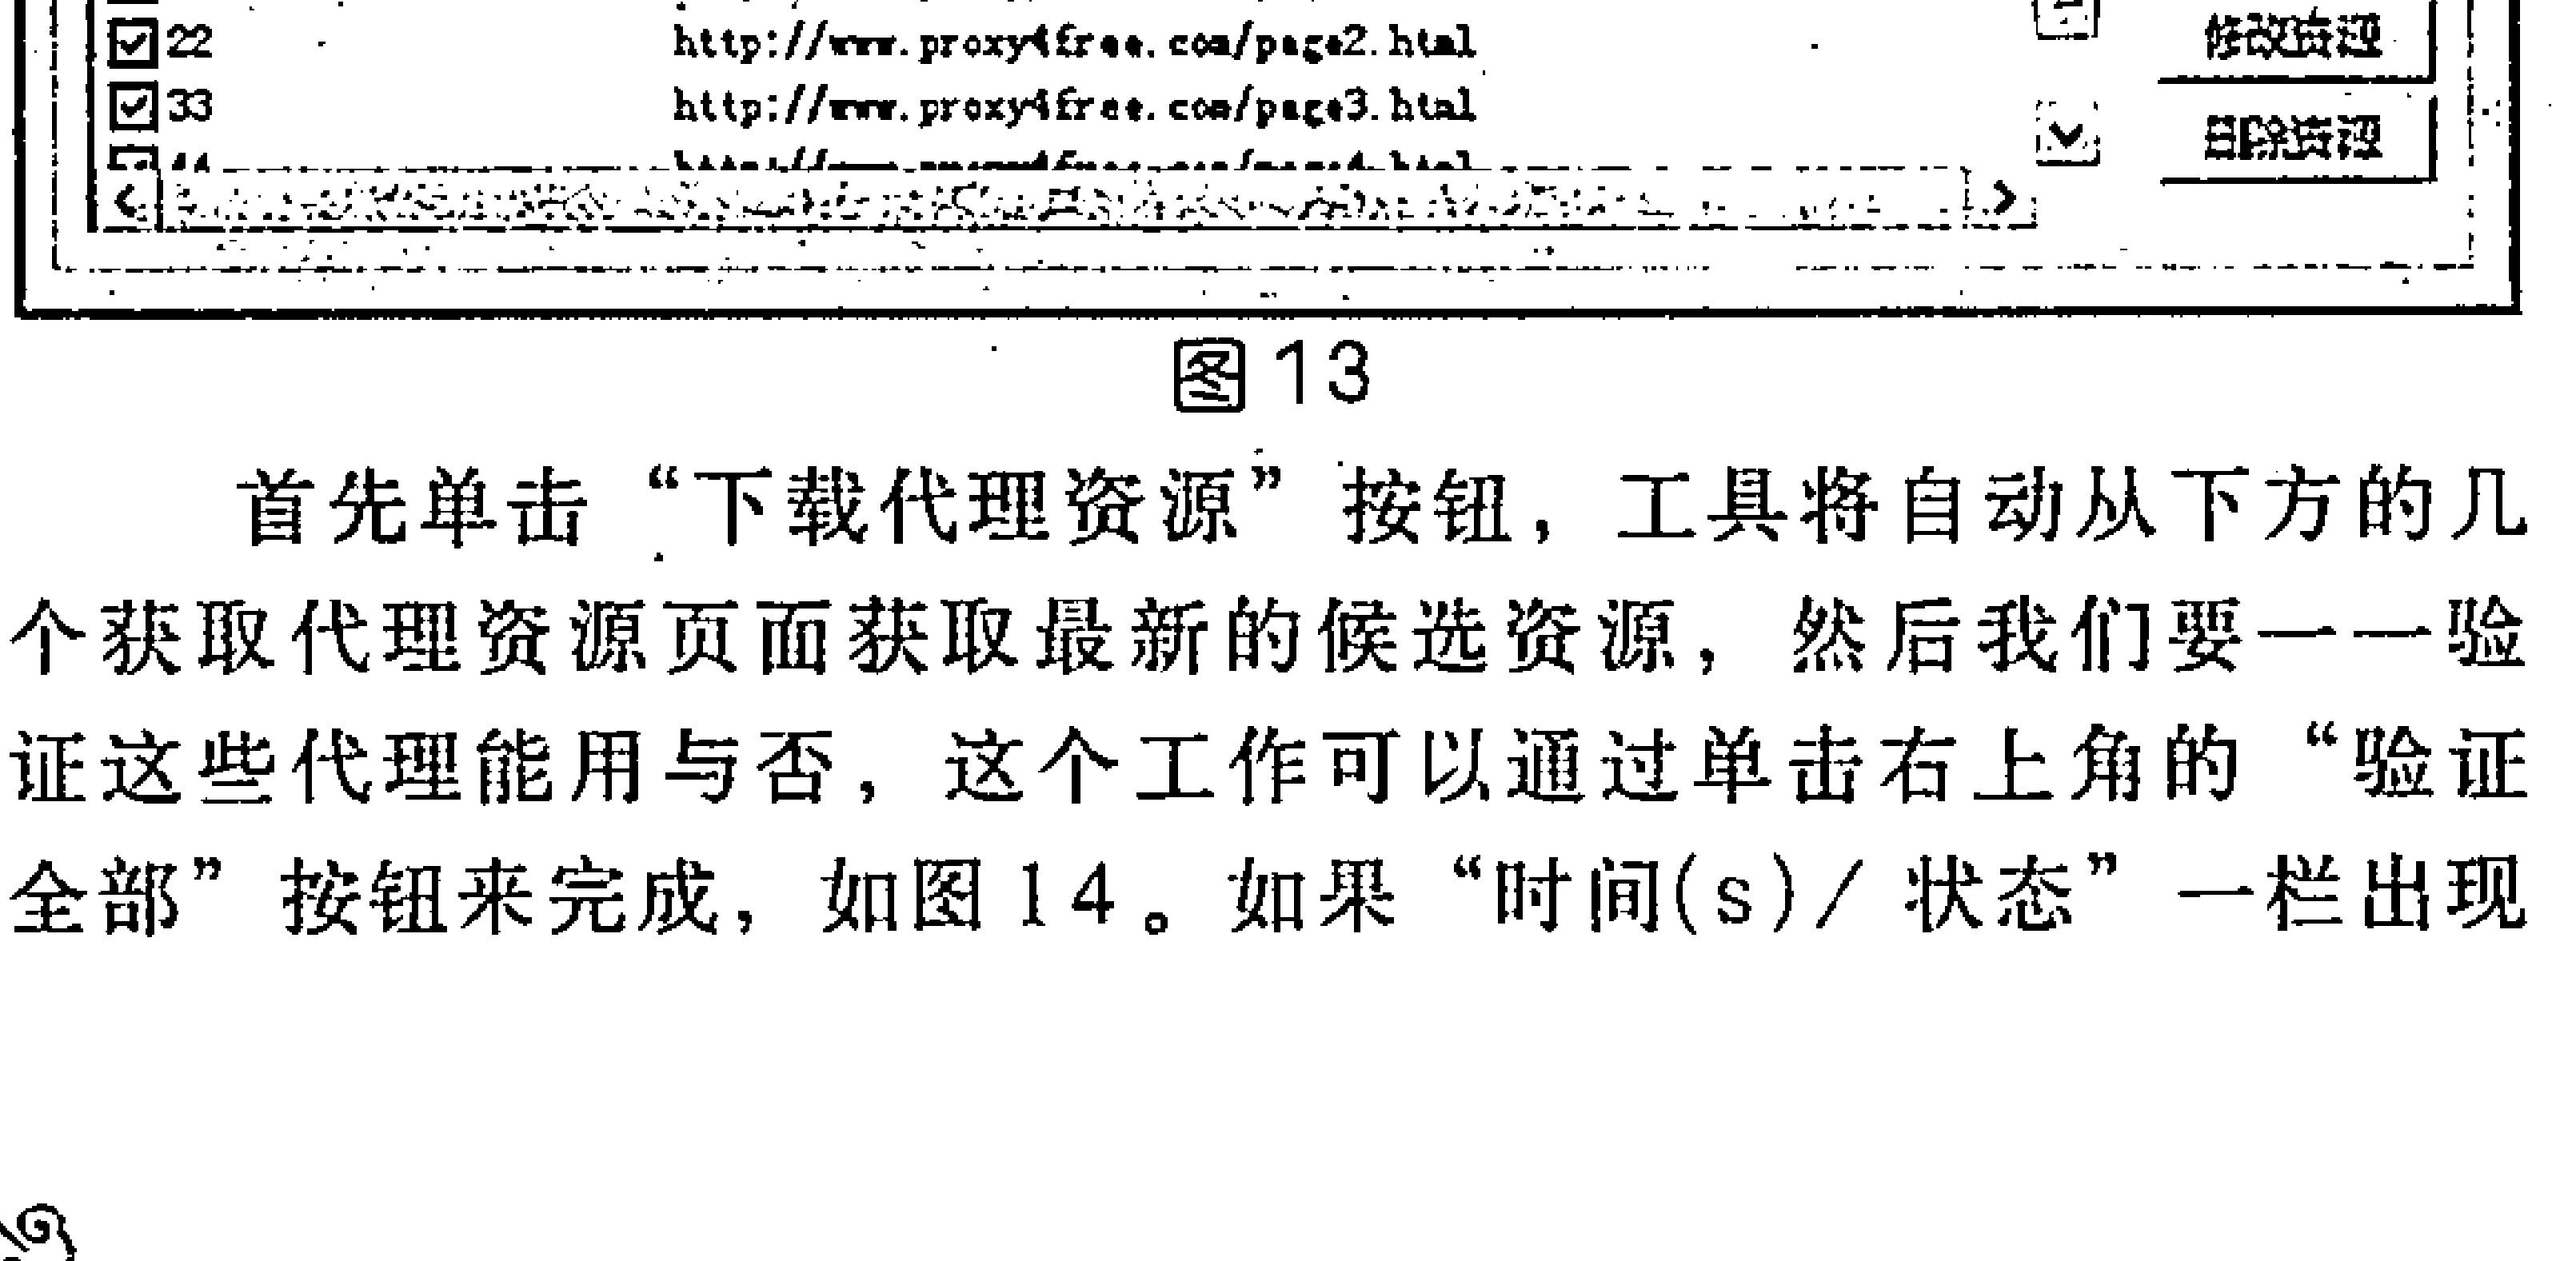 22 http://www.proxy4free.com/page2.html 修改资源
33 http://www.proxy4free.com/page3.html 删除资源
图13
首先单击“下载代理资源”按钮，工具将自动从下方的几
个获取代理资源页面获取最新的候选资源，然后我们要一一验
证这些代理能用与否，这个工作可以通过单击右上角的“验证
全部”按钮来完成，如图14。如果“时间(s)/ 状态”一栏出现